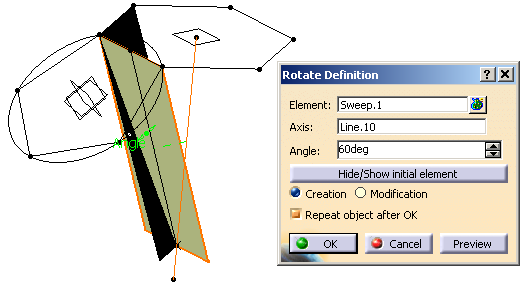 Rotate Definition
Element: Sweep.1
Axis: Line.10
Angle: 60deg
Hide/Show initial element
Creation Modification
Repeat object after OK
OK Cancel Preview
Angle